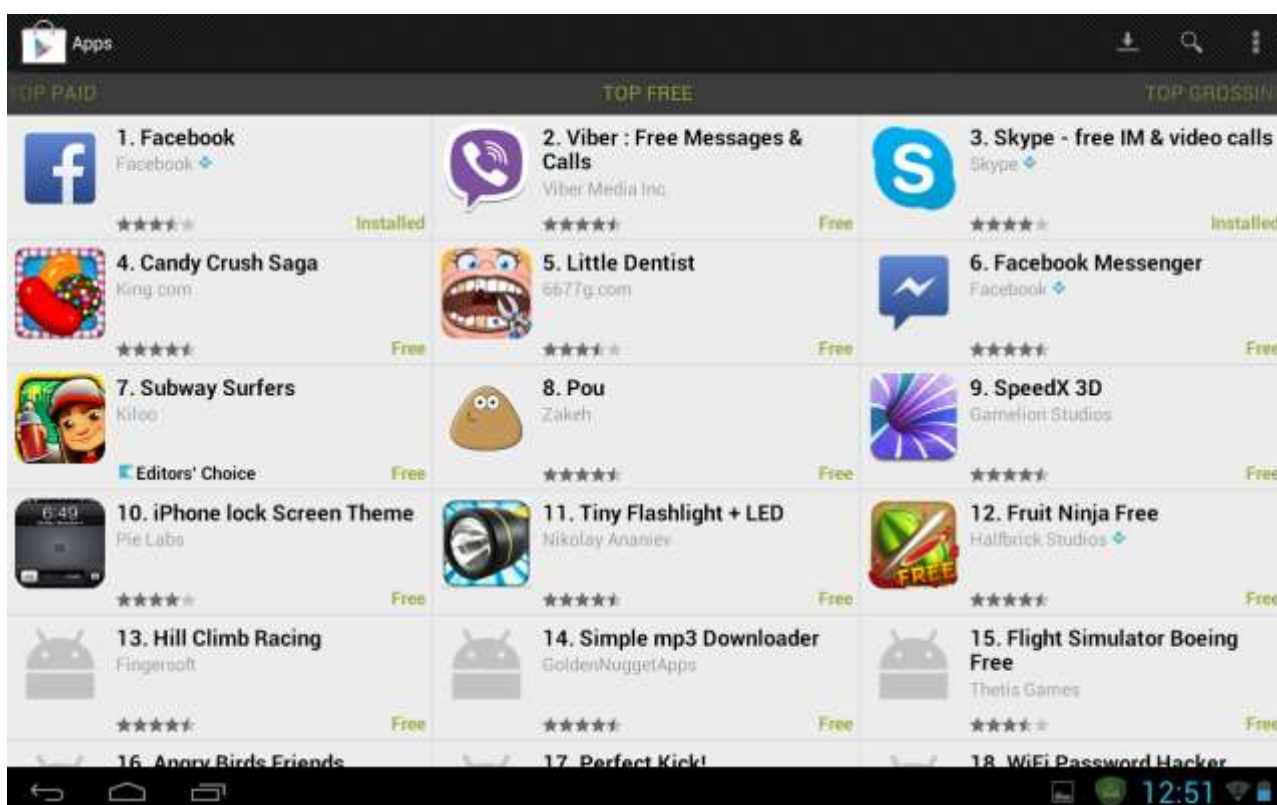 Apps
TOP PAID
TOP FREE
TOP GROSSIN
1. Facebook
Facebook
Installed
2. Viber : Free Messages &
Calls
Viber Media Inc.
Free
3. Skype - free IM & video calls
Skype
Installed
4. Candy Crush Saga
King.com
Free
5. Little Dentist
6677g.com
Free
6. Facebook Messenger
Facebook
Free
7. Subway Surfers
Kiloo
Editors' Choice
Free
8. Pou
Zakeh
Free
9. SpeedX 3D
Gamelion Studios
Free
6:49
10. iPhone lock Screen Theme
Pie Labs
Free
11. Tiny Flashlight + LED
Nikolay Ananiev
Free
FREE
12. Fruit Ninja Free
Halfbrick Studios
Free
13. Hill Climb Racing
Fingersoft
Free
14. Simple mp3 Downloader
GoldenNuggetApps
Free
15. Flight Simulator Boeing
Free
Thetis Games
Free
16. Angry Birds Friends
17. Perfect Kick!
18. WiFi Password Hacker
12:51